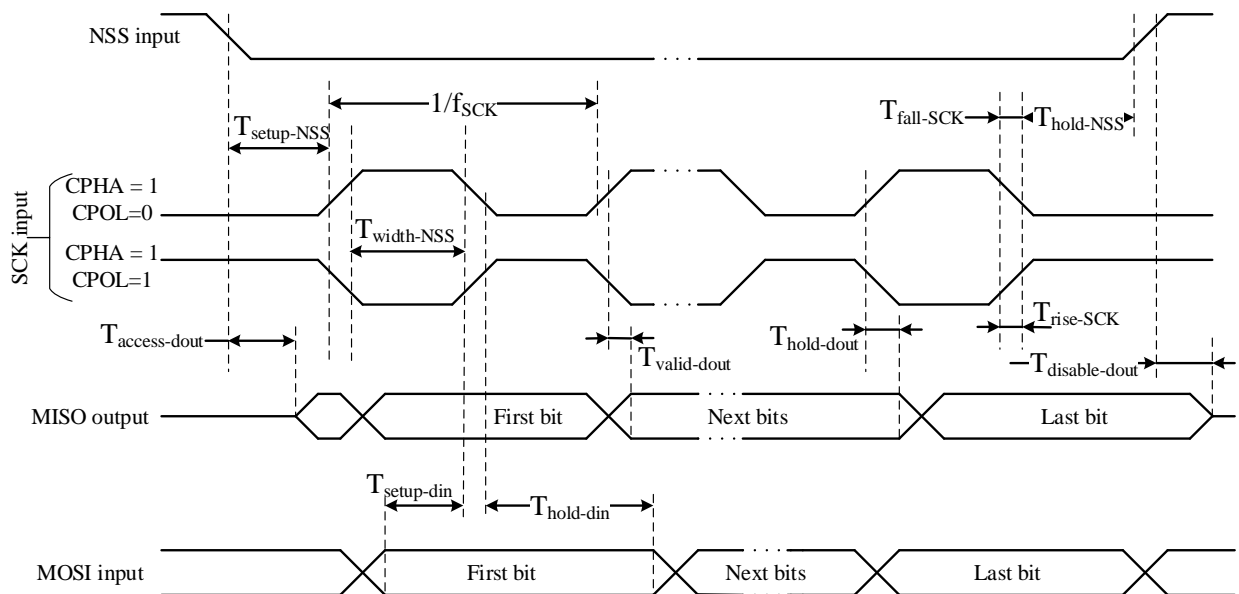 NSS input
1/fSCK
Tsetup-NSS
Tfall-SCK
Thold-NSS
SCK input
CPHA = 1
CPOL=0
Twidth-NSS
CPHA = 1
CPOL=1
Taccess-dout
Tvalid-dout
Thold-dout
Trise-SCK
Tdisable-dout
MISO output
First bit
Next bits
Last bit
Tsetup-din
Thold-din
MOSI input
First bit
Next bits
Last bit